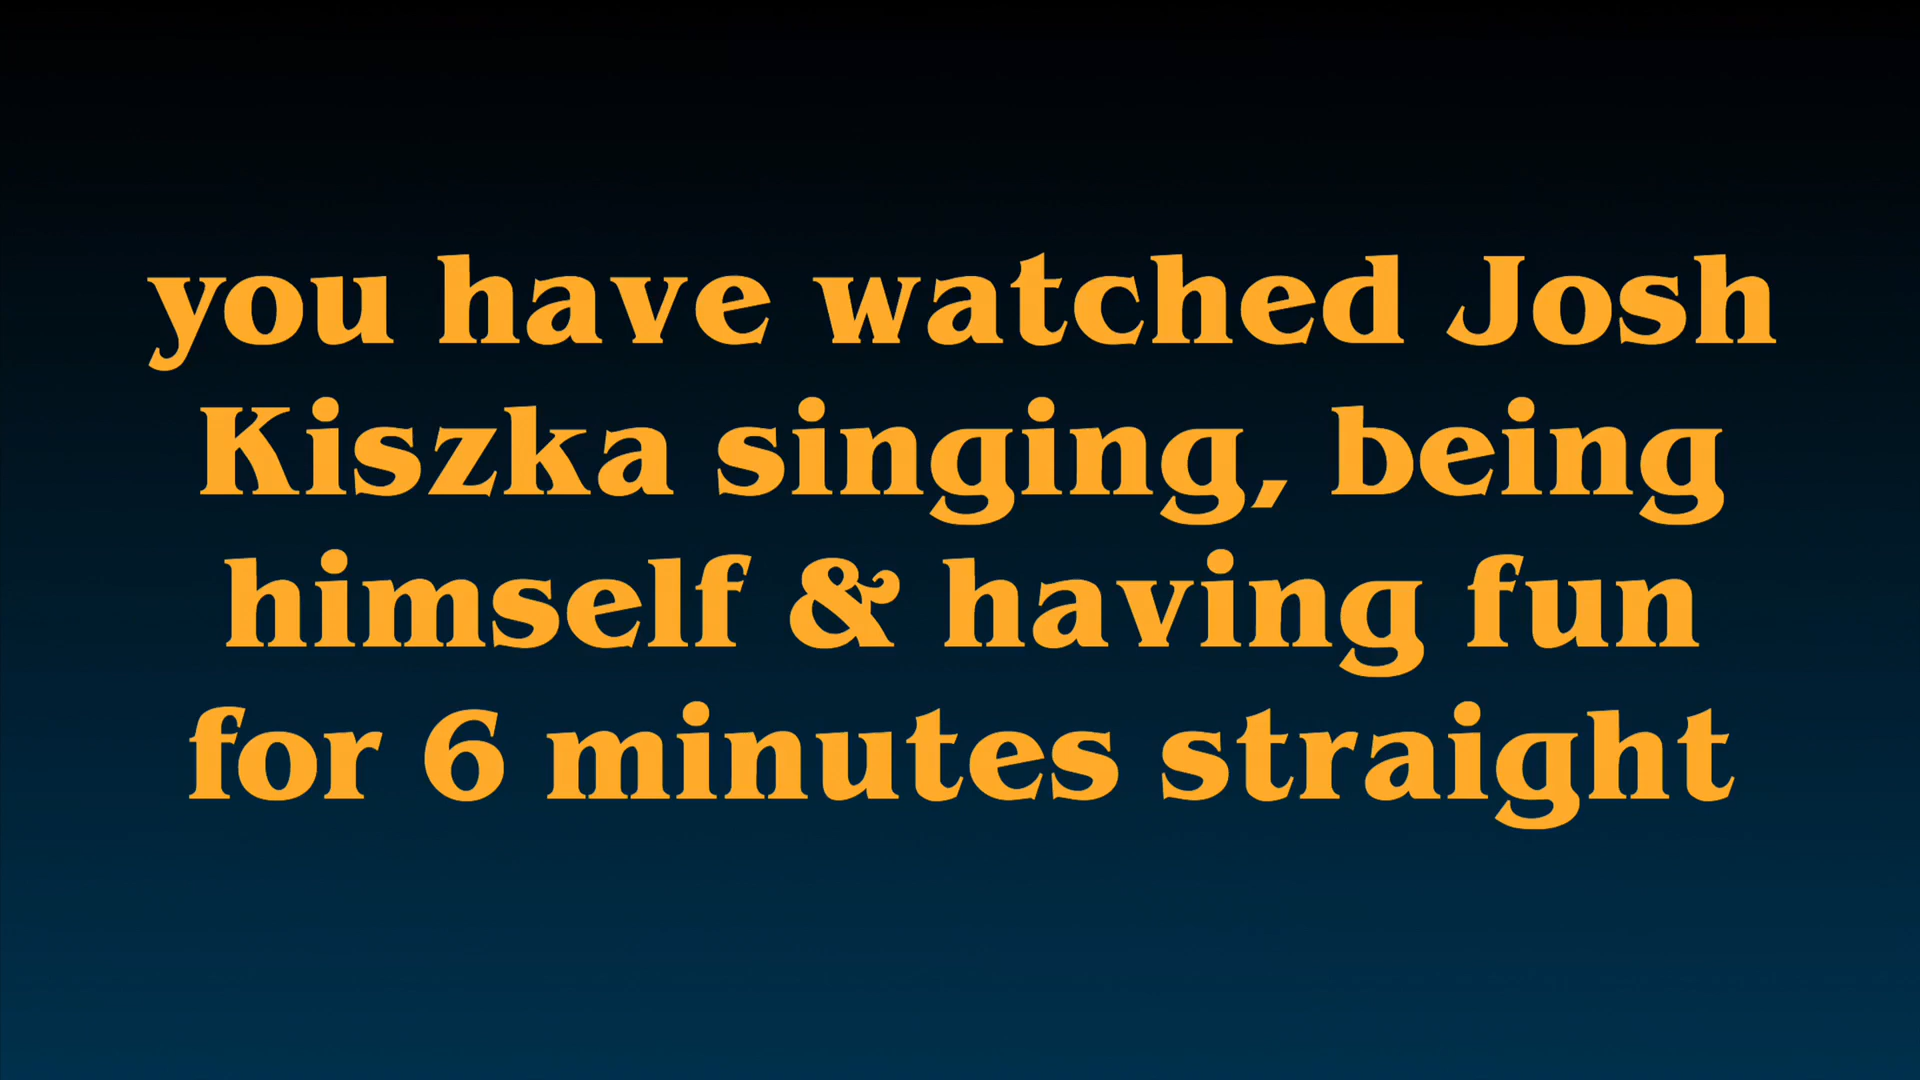 you have watched Josh
Kiszka singing, being
himself & having fun
for 6 minutes straight